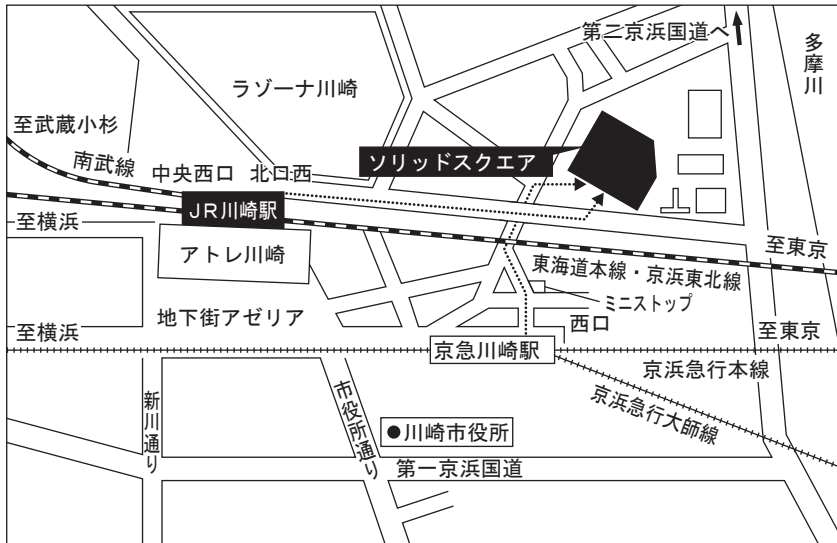 第二京浜国道へ
多摩川
ラゾーナ川崎
至武蔵小杉
南武線
中央西口
北口西
ソリッドスクエア
JR川崎駅
至横浜
アトレ川崎
至東京
東海道本線・京浜東北線
ミニストップ
地下街アゼリア
西口
至横浜
至東京
京急川崎駅
京浜急行本線
京浜急行大師線
新川通り
市役所通り
●川崎市役所
第一京浜国道